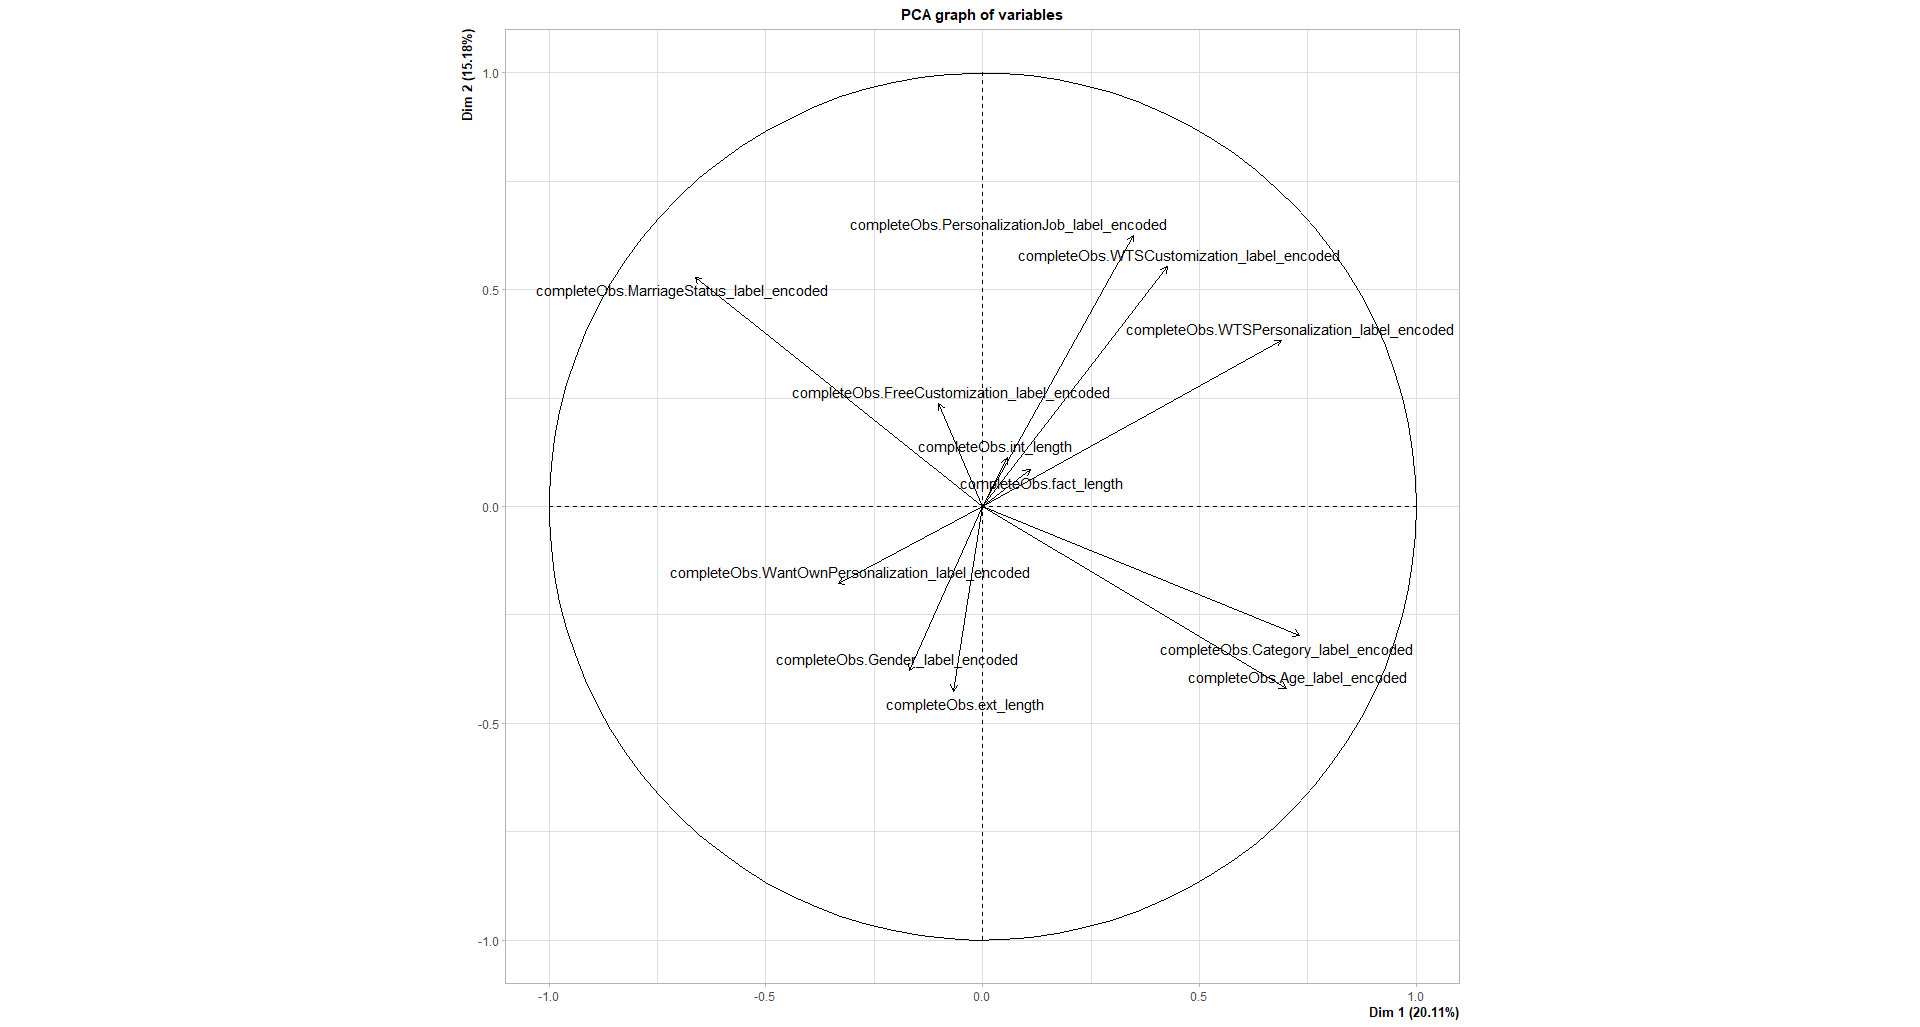 PCA graph of variables
Dim 2 (15.18%)
1.0
0.5
0.0
-0.5
-1.0
completeObs.PersonalizationJob_label_encoded
completeObs.WTSCustomization_label_encoded
completeObs.MarriageStatus_label_encoded
completeObs.WTSPersonalization_label_encoded
completeObs.FreeCustomization_label_encoded
completeObs.int_length
completeObs.fact_length
completeObs.WantOwnPersonalization_label_encoded
completeObs.Category_label_encoded
completeObs.Gender_label_encoded
completeObs.Age_label_encoded
completeObs.ext_length
-1.0 -0.5 0.0 0.5 1.0
Dim 1 (20.11%)